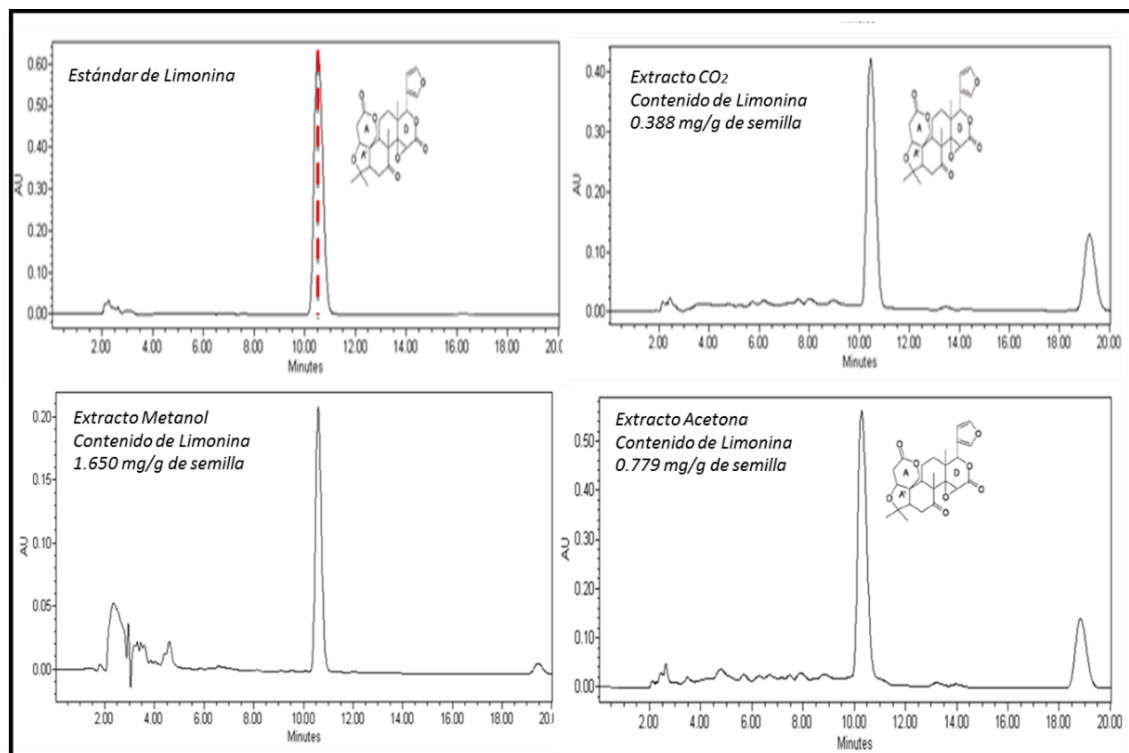 Estándar de Limonina
0.60
0.50
0.40
0.30
0.20
0.10
0.00
AU
2.00 4.00 6.00 8.00 10.00 12.00 14.00 16.00 18.00 20.0
Minutes
O O O O O O O O
A A' D
Extracto CO2
Contenido de Limonina
0.388 mg/g de semilla
0.40
0.30
0.20
0.10
0.00
AU
2.00 4.00 6.00 8.00 10.00 12.00 14.00 16.00 18.00 20.00
Minutes
O O O O O O O O
A A' D
Extracto Metanol
Contenido de Limonina
1.650 mg/g de semilla
0.20
0.15
0.10
0.05
0.00
AU
2.00 4.00 6.00 8.00 10.00 12.00 14.00 16.00 18.00 20.0
Minutes
Extracto Acetona
Contenido de Limonina
0.779 mg/g de semilla
0.50
0.40
0.30
0.20
0.10
0.00
AU
2.00 4.00 6.00 8.00 10.00 12.00 14.00 16.00 18.00 20.00
Minutes
O O O O O O O O
A A' D